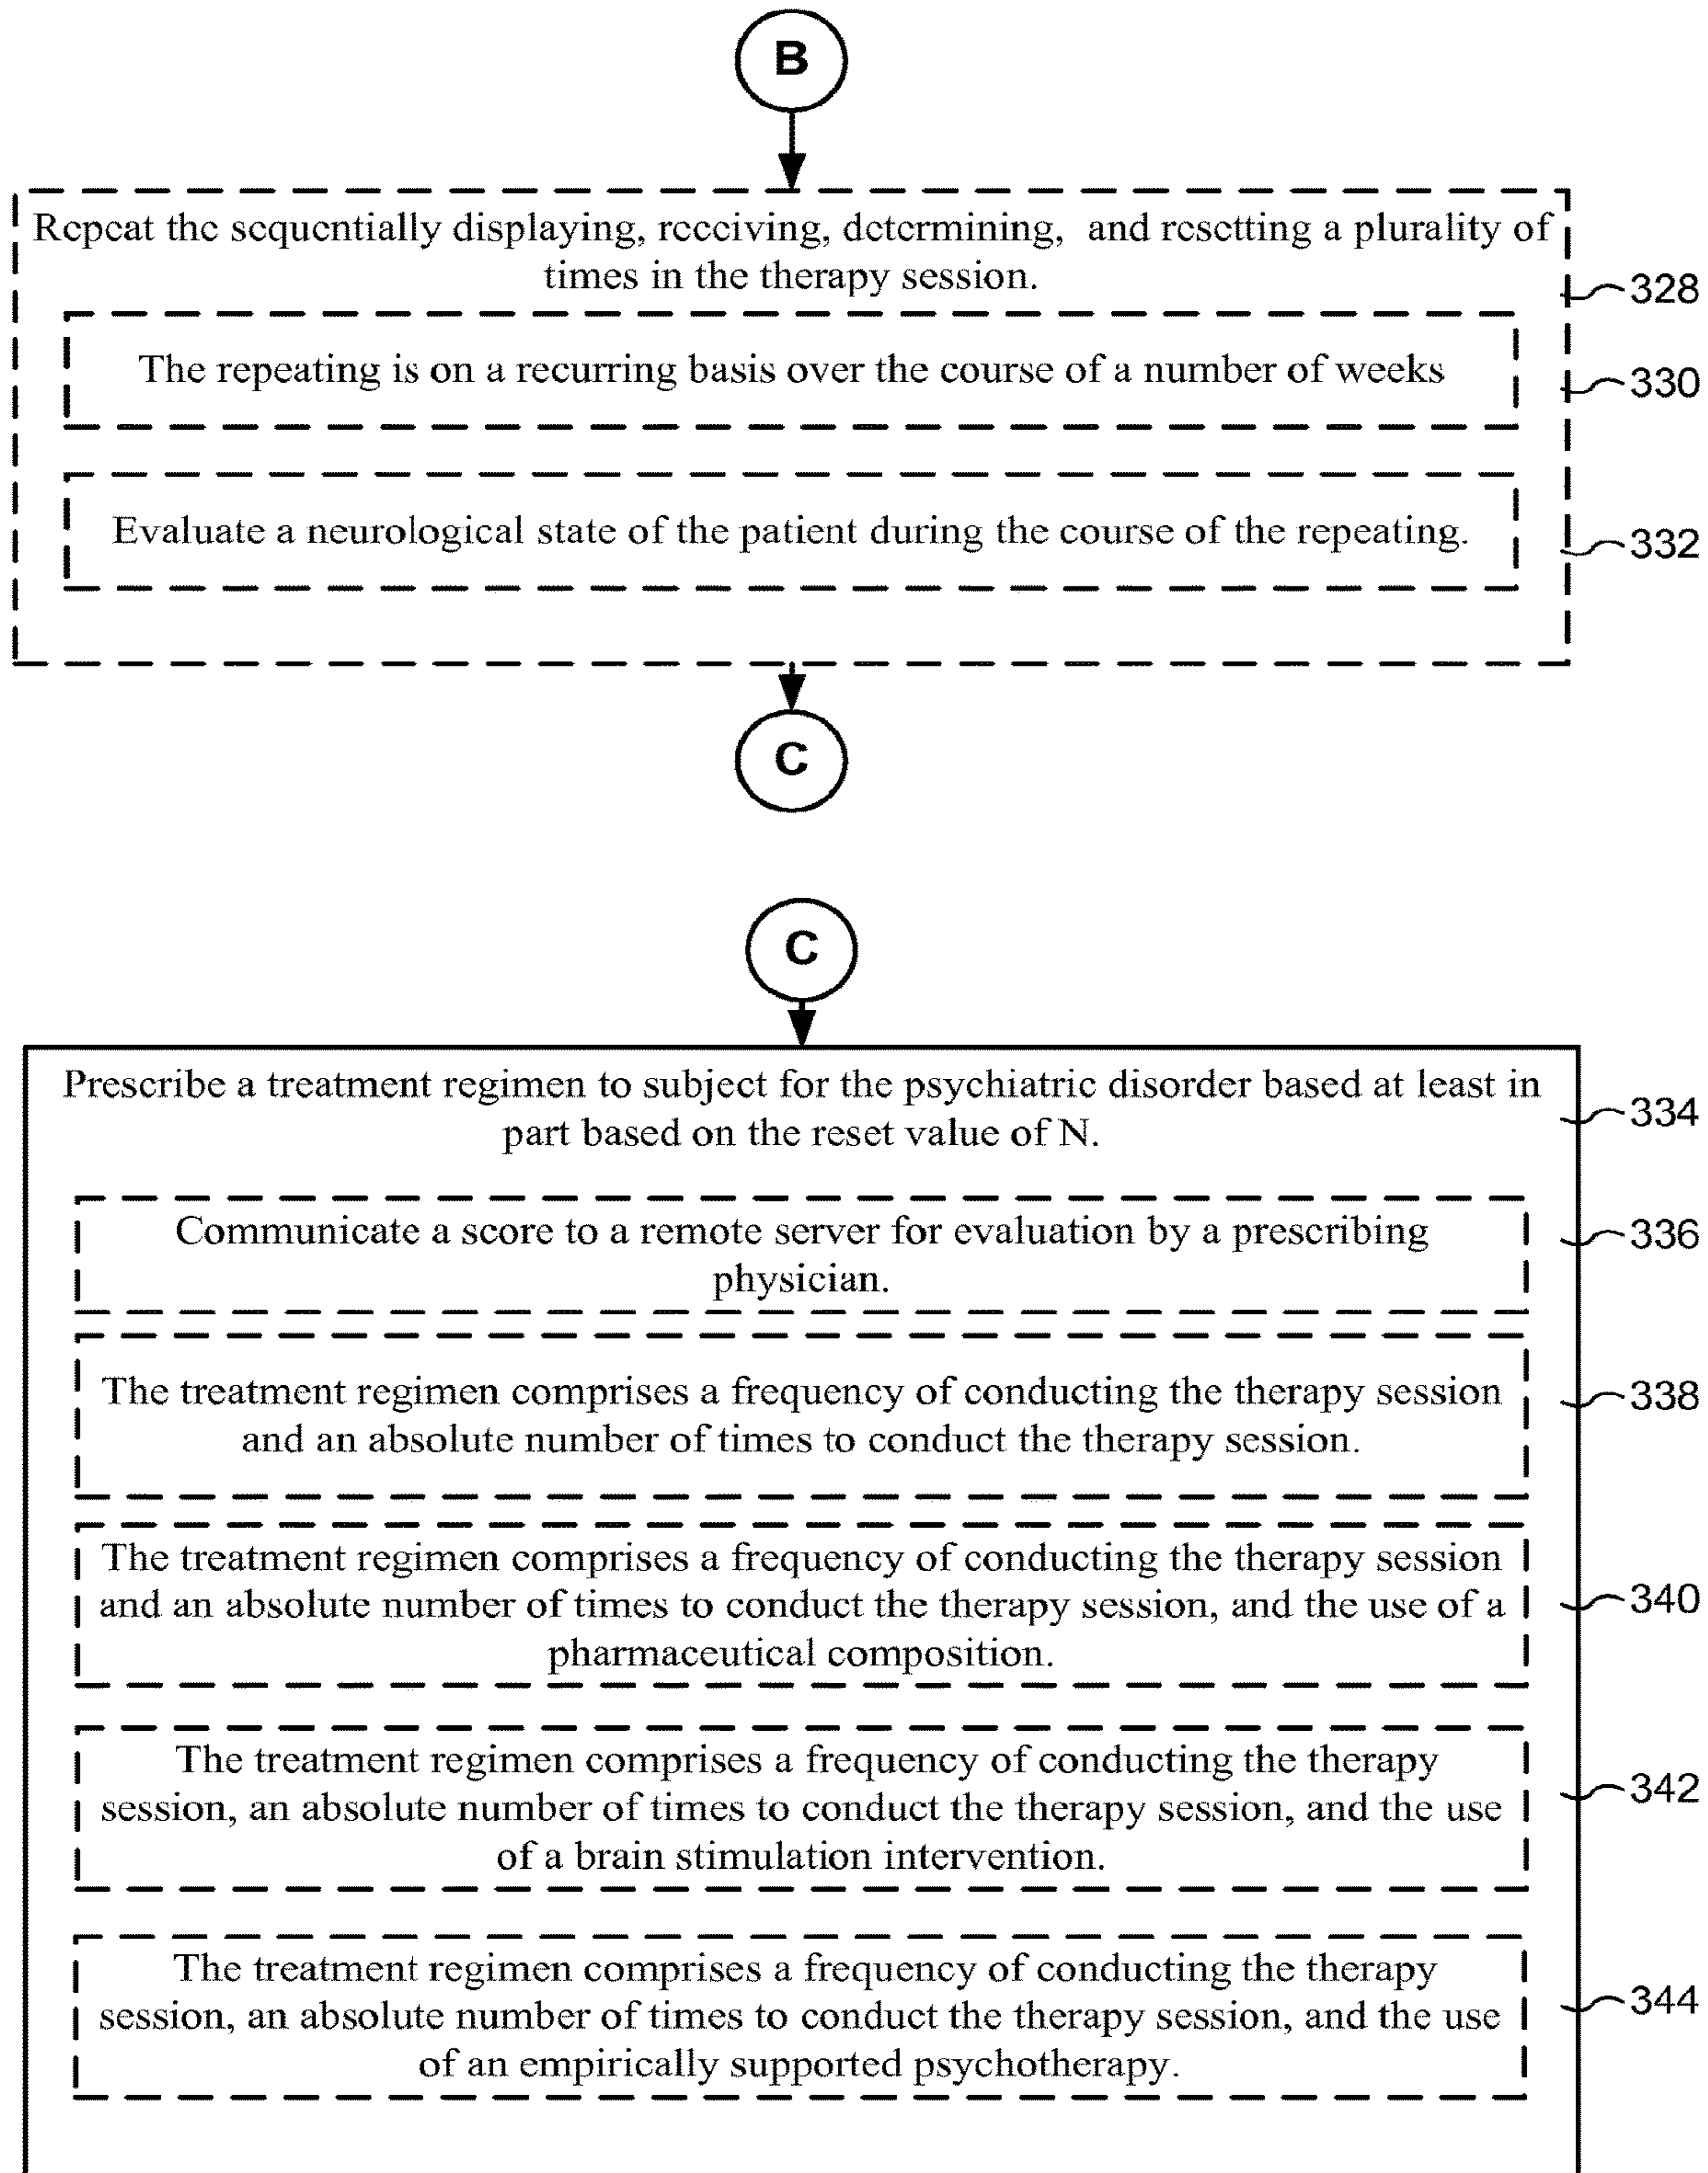 B
Repeat the sequentially displaying, receiving, determining, and resetting a plurality of
times in the therapy session.
328
The repeating is on a recurring basis over the course of a number of weeks
330
Evaluate a neurological state of the patient during the course of the repeating.
332
C
C
Prescribe a treatment regimen to subject for the psychiatric disorder based at least in
part based on the reset value of N.
334
Communicate a score to a remote server for evaluation by a prescribing
physician.
336
The treatment regimen comprises a frequency of conducting the therapy session
and an absolute number of times to conduct the therapy session.
338
The treatment regimen comprises a frequency of conducting the therapy session
and an absolute number of times to conduct the therapy session, and the use of a
pharmaceutical composition.
340
The treatment regimen comprises a frequency of conducting the therapy
session, an absolute number of times to conduct the therapy session, and the use
of a brain stimulation intervention.
342
The treatment regimen comprises a frequency of conducting the therapy
session, an absolute number of times to conduct the therapy session, and the use
of an empirically supported psychotherapy.
344